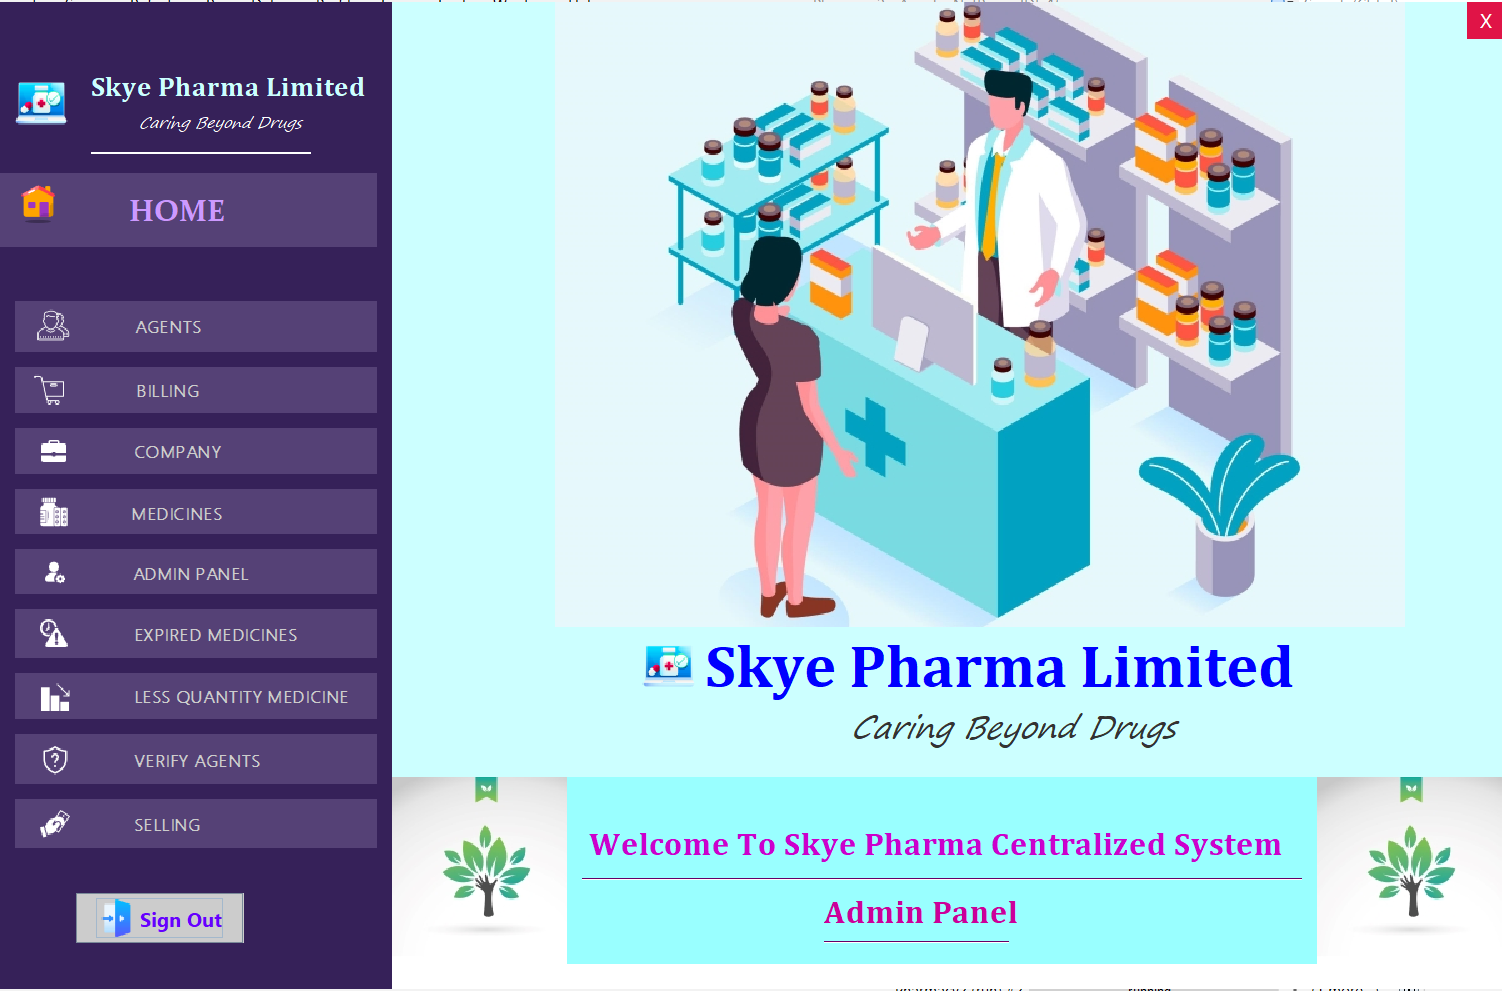 X
Skye Pharma Limited
Caring Beyond Drugs
HOME
AGENTS
BILLING
COMPANY
MEDICINES
ADMIN PANEL
EXPIRED MEDICINES
LESS QUANTITY MEDICINE
VERIFY AGENTS
SELLING
Sign Out
Skye Pharma Limited
Caring Beyond Drugs
Welcome To Skye Pharma Centralized System
Admin Panel